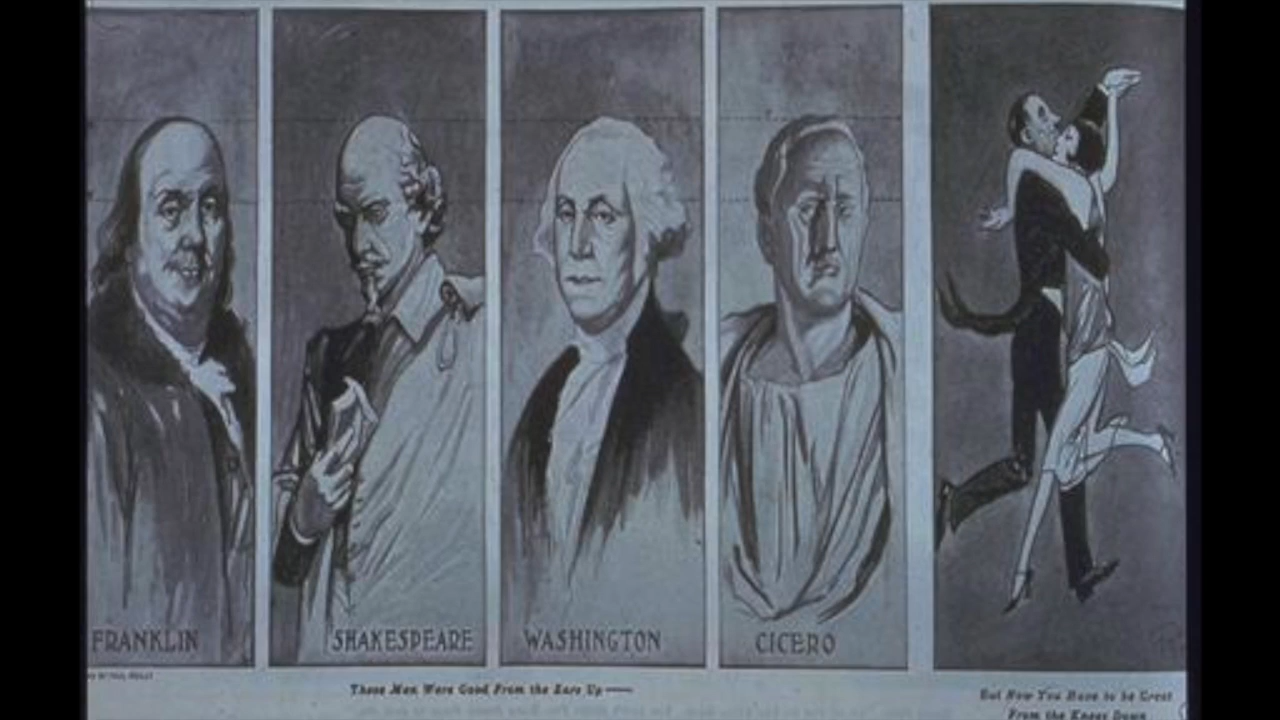 FRANKLIN
SHAKESPEARE
WASHINGTON
CICERO
These Men Were Good From the Ears Up —
But Now You Have to be Great
From the Knees Down